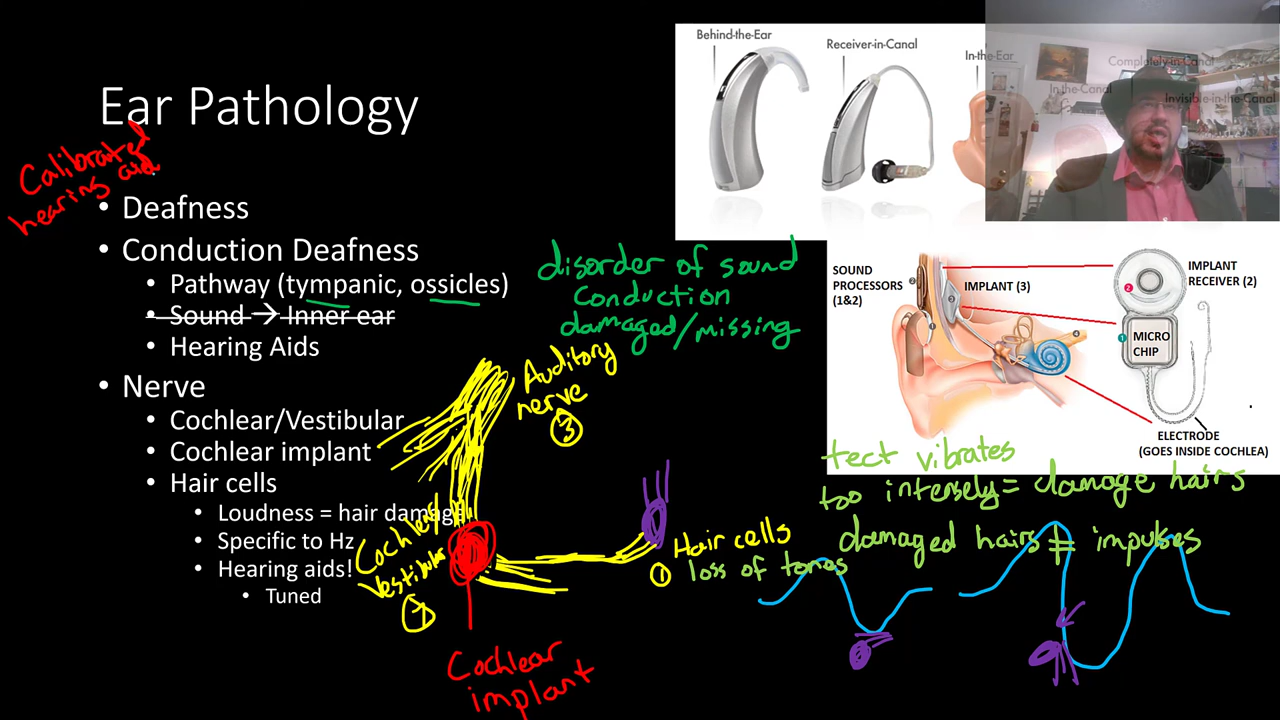 Behind-the-Ear
Receiver-in-Canal
In-the-Ear
Completely-in-Canal
In-the-Canal
Invisible-in-the-Canal
Ear Pathology
Calibrated
hearing aid
• Deafness
• Conduction Deafness
• Pathway (tympanic, ossicles)
• Sound → Inner ear
• Hearing Aids
• Nerve
• Cochlear/Vestibular
• Cochlear implant
• Hair cells
• Loudness = hair damage
• Specific to Hz
• Hearing aids!
• Tuned
disorder of sound
conduction
damaged/missing
Auditory
nerve
3
Cochlear
Vestibular
Hair cells
1
loss of tones
Cochlear
implant
SOUND
PROCESSORS
(1&2)
IMPLANT (3)
IMPLANT
RECEIVER (2)
MICRO
CHIP
ELECTRODE
(GOES INSIDE COCHLEA)
tect vibrates
too intensely = damage hairs
damaged hairs ≠ impulses